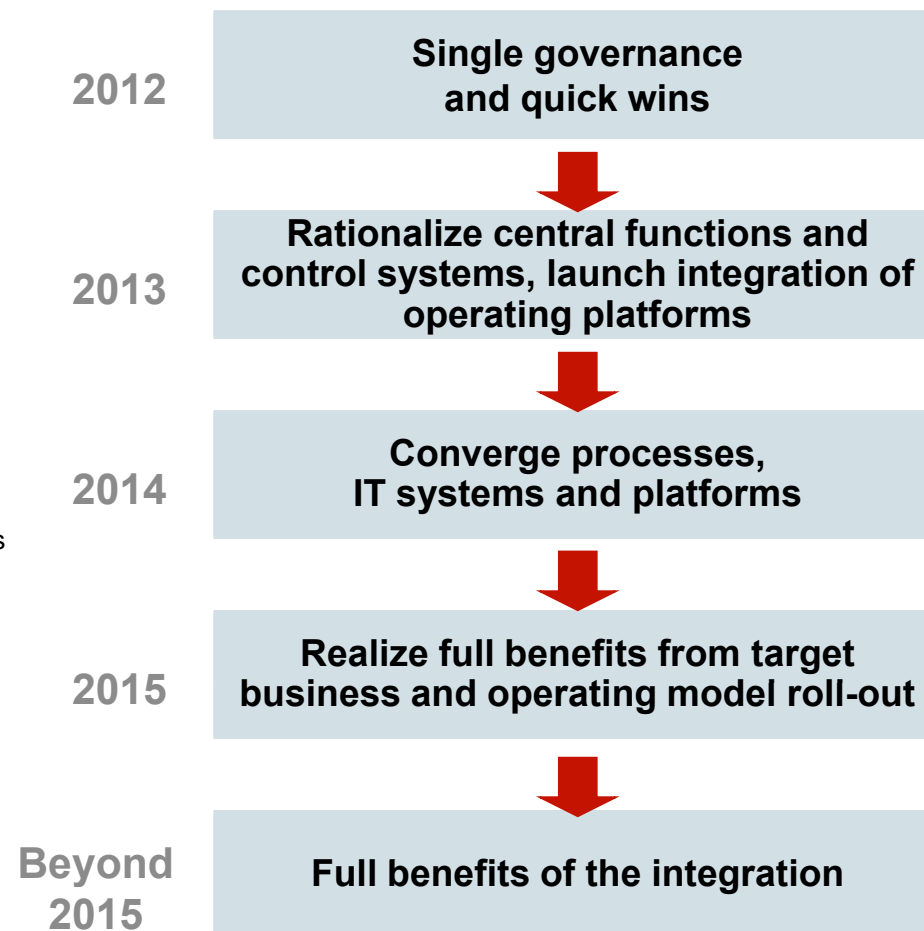 2012
Single governance
and quick wins
2013
Rationalize central functions and
control systems, launch integration of
operating platforms
2014
Converge processes,
IT systems and platforms
s
2015
Realize full benefits from target
business and operating model roll-out
Beyond
2015
Full benefits of the integration